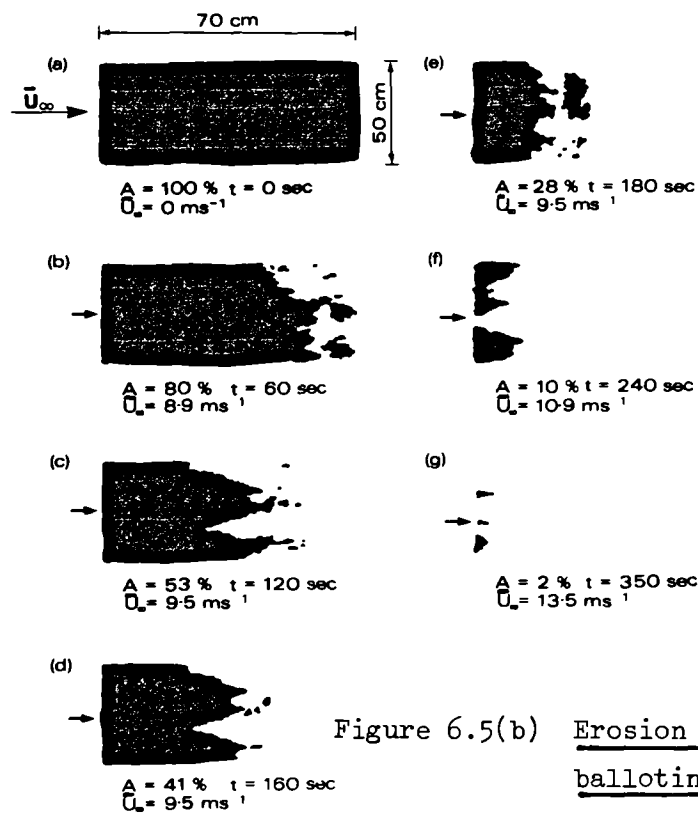 70 cm
(a)
Ū∞
50 cm
A = 100 % t = 0 sec
Ū∞ = 0 ms⁻¹
(b)
A = 80 % t = 60 sec
Ū∞ = 8·9 ms ¹
(c)
A = 53 % t = 120 sec
Ū∞ = 9·5 ms ¹
(d)
A = 41 % t = 160 sec
Ū∞ = 9·5 ms ¹
(e)
A = 28 % t = 180 sec
Ū∞ = 9·5 ms ¹
(f)
A = 10 % t = 240 sec
Ū∞ = 10·9 ms ¹
(g)
A = 2 % t = 350 sec
Ū∞ = 13·5 ms ¹
Figure 6.5(b) Erosion
ballotin